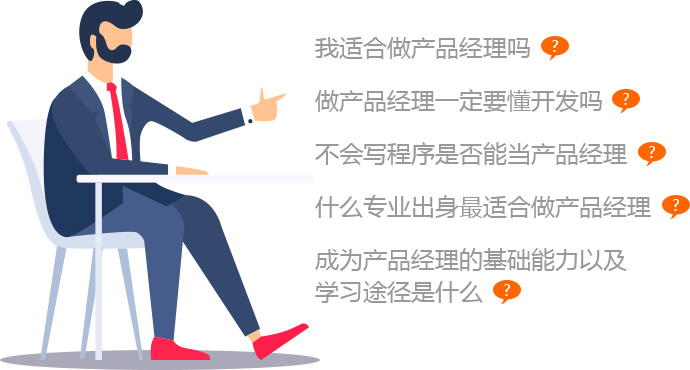 我适合做产品经理吗 ?
做产品经理一定要懂开发吗 ?
不会写程序是否能当产品经理 ?
什么专业出身最适合做产品经理 ?
成为产品经理的基础能力以及
学习途径是什么 ?